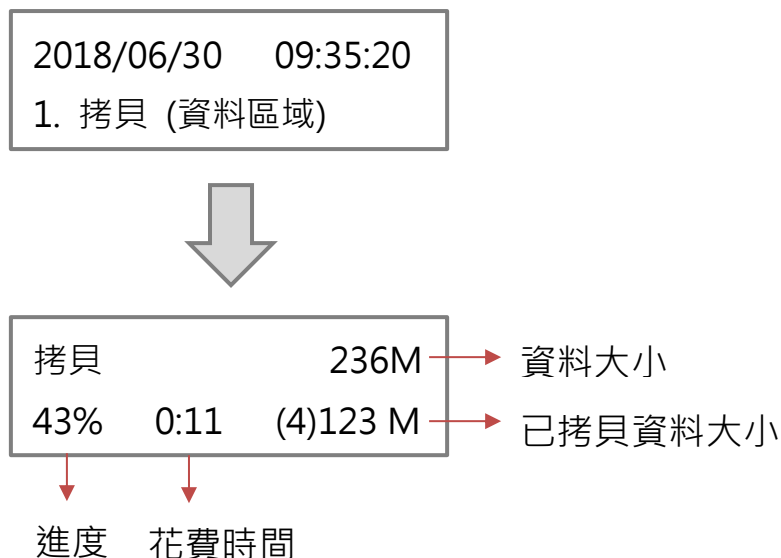 2018/06/30 09:35:20
1. 拷貝 (資料區域)
拷貝 236M 資料大小
43% 0:11 (4)123 M 已拷貝資料大小
進度 花費時間